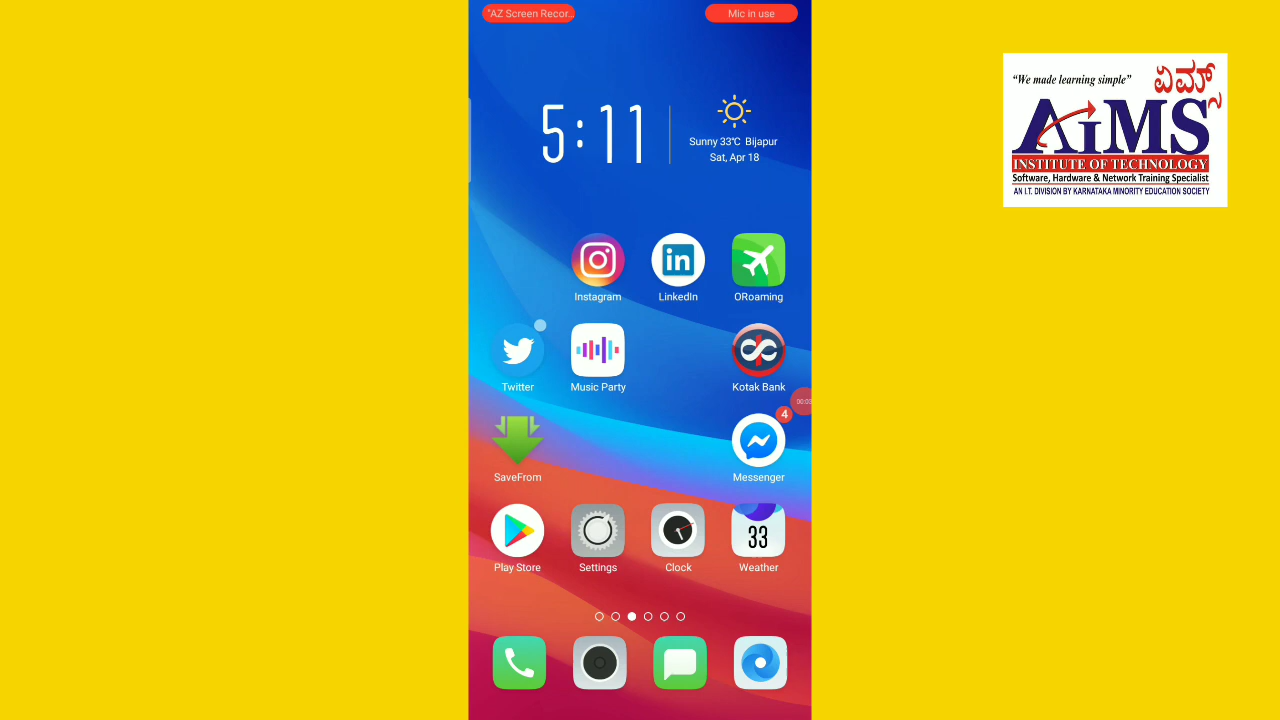 "AZ Screen Recor...
Mic in use
5:11
Sunny 33°C Bijapur
Sat, Apr 18
Instagram
LinkedIn
ORoaming
Twitter
Music Party
Kotak Bank
00:03
4
SaveFrom
Messenger
33
Play Store
Settings
Clock
Weather
"We made learning simple"
ಏಮ್ಸ್
AiMS
INSTITUTE OF TECHNOLOGY
Software, Hardware & Network Training Specialist
AN I.T. DIVISION BY KARNATAKA MINORITY EDUCATION SOCIETY